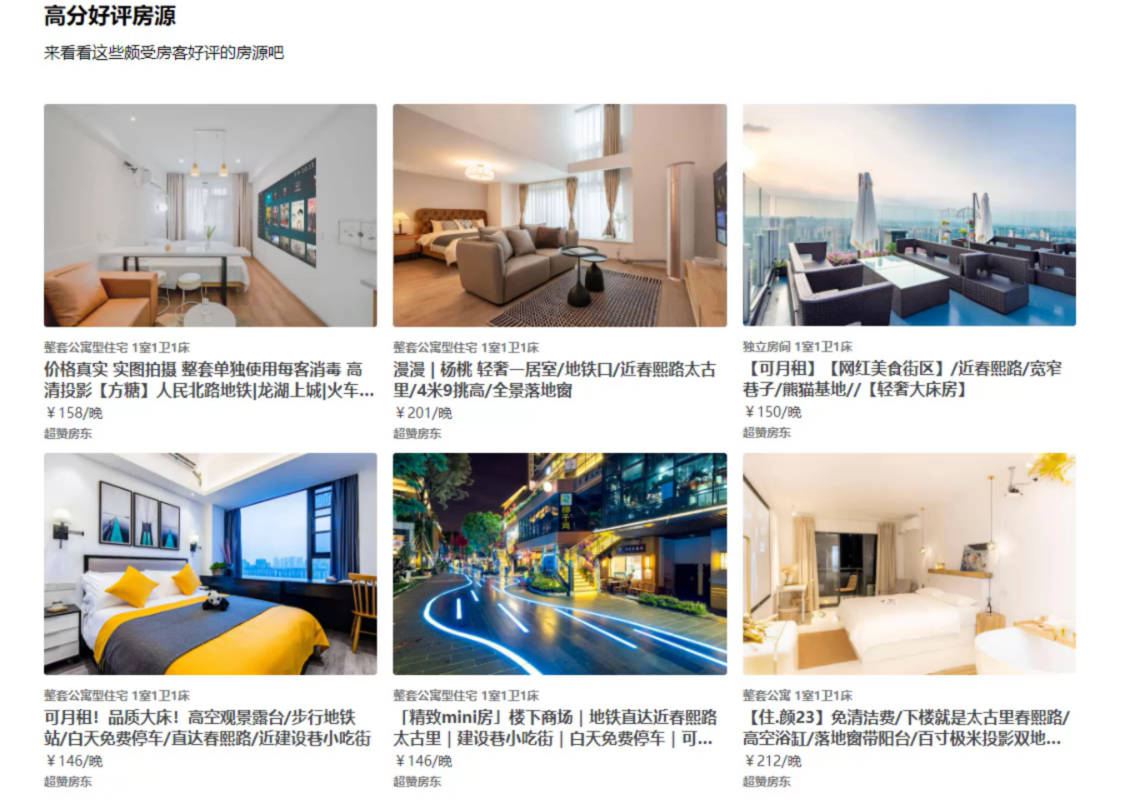 高分好评房源
来看看这些颇受房客好评的房源吧
整套公寓型住宅 1室1卫1床
价格真实 实图拍摄 整套单独使用每客消毒 高
清投影【方糖】人民北路地铁|龙湖上城|火车...
￥158/晚
超赞房东
整套公寓型住宅 1室1卫1床
漫漫 | 杨桃 轻奢一居室/地铁口/近春熙路太古
里/4米9挑高/全景落地窗
￥201/晚
超赞房东
独立房间 1室1卫1床
【可月租】【网红美食街区】/近春熙路/宽窄
巷子/熊猫基地//【轻奢大床房】
￥150/晚
超赞房东
整套公寓型住宅 1室1卫1床
可月租！品质大床！高空观景露台/步行地铁
站/白天免费停车/直达春熙路/近建设巷小吃街
￥146/晚
超赞房东
整套公寓型住宅 1室1卫1床
「精致mini房」楼下商场｜地铁直达近春熙路
太古里｜建设巷小吃街｜白天免费停车｜可...
￥146/晚
超赞房东
整套公寓 1室1卫1床
【住.颜23】免清洁费/下楼就是太古里春熙路/
高空浴缸/落地窗带阳台/百寸极米投影双地...
￥212/晚
超赞房东